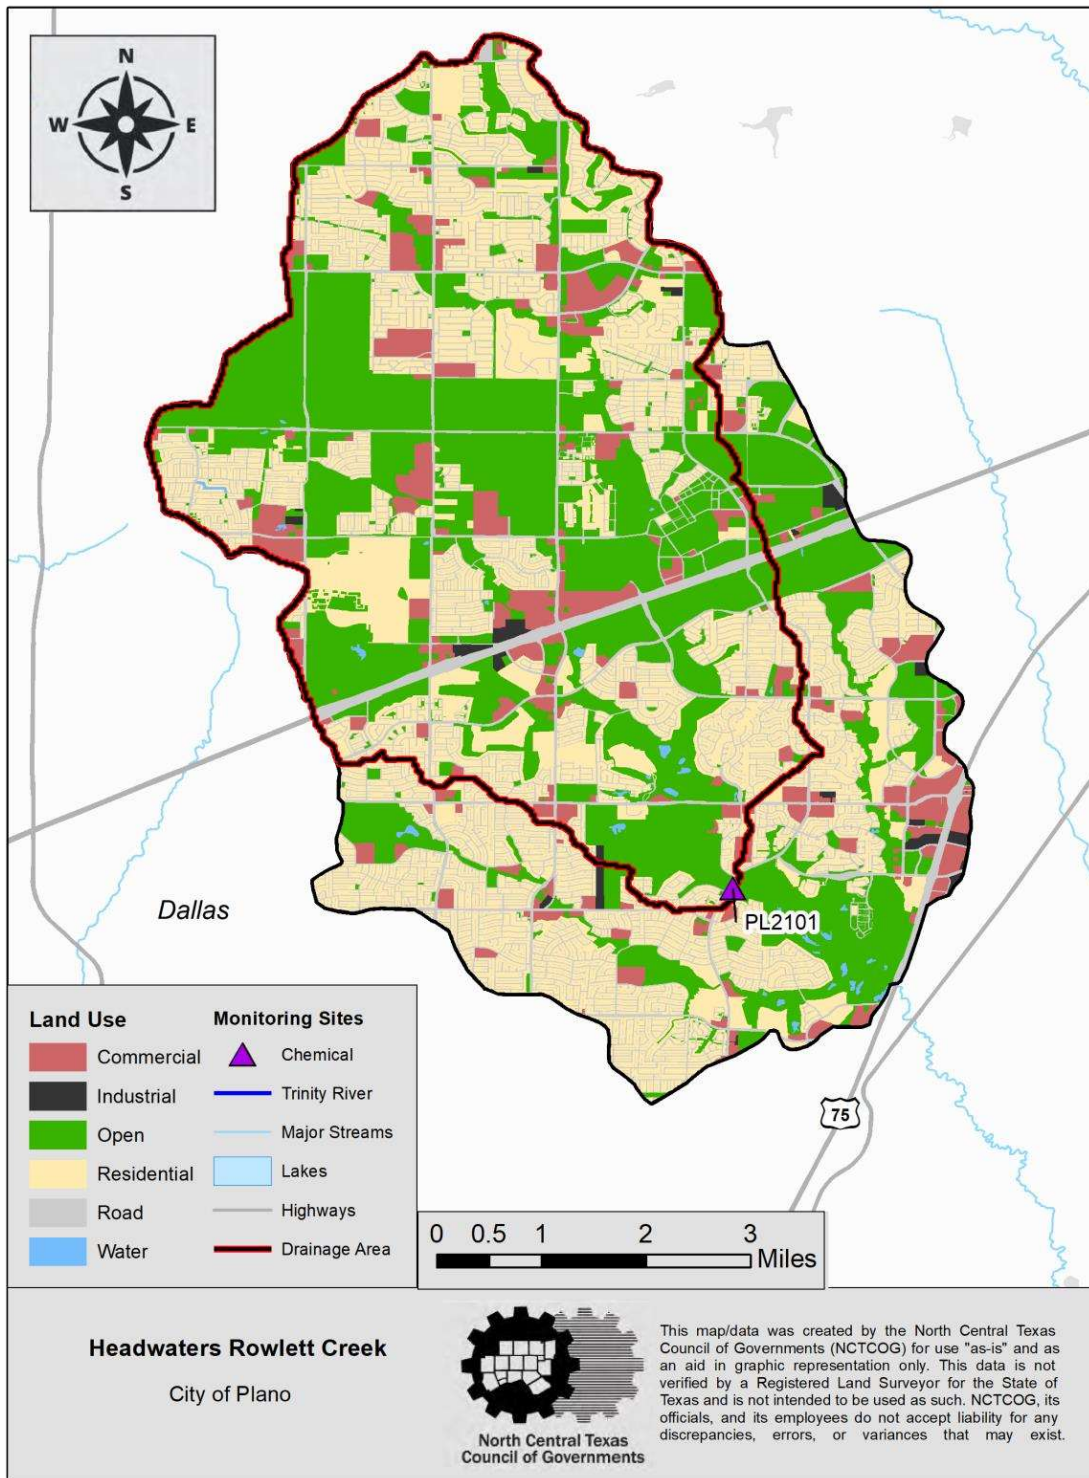 N
W E
S
Dallas
PL2101
75
Land Use
Commercial
Industrial
Open
Residential
Road
Water
Monitoring Sites
Chemical
Trinity River
Major Streams
Lakes
Highways
Drainage Area
0 0.5 1 2 3
Miles
Headwaters Rowlett Creek
City of Plano
North Central Texas
Council of Governments
This map/data was created by the North Central Texas
Council of Governments (NCTCOG) for use "as-is" and as
an aid in graphic representation only. This data is not
verified by a Registered Land Surveyor for the State of
Texas and is not intended to be used as such. NCTCOG, its
officials, and its employees do not accept liability for any
discrepancies, errors, or variances that may exist.